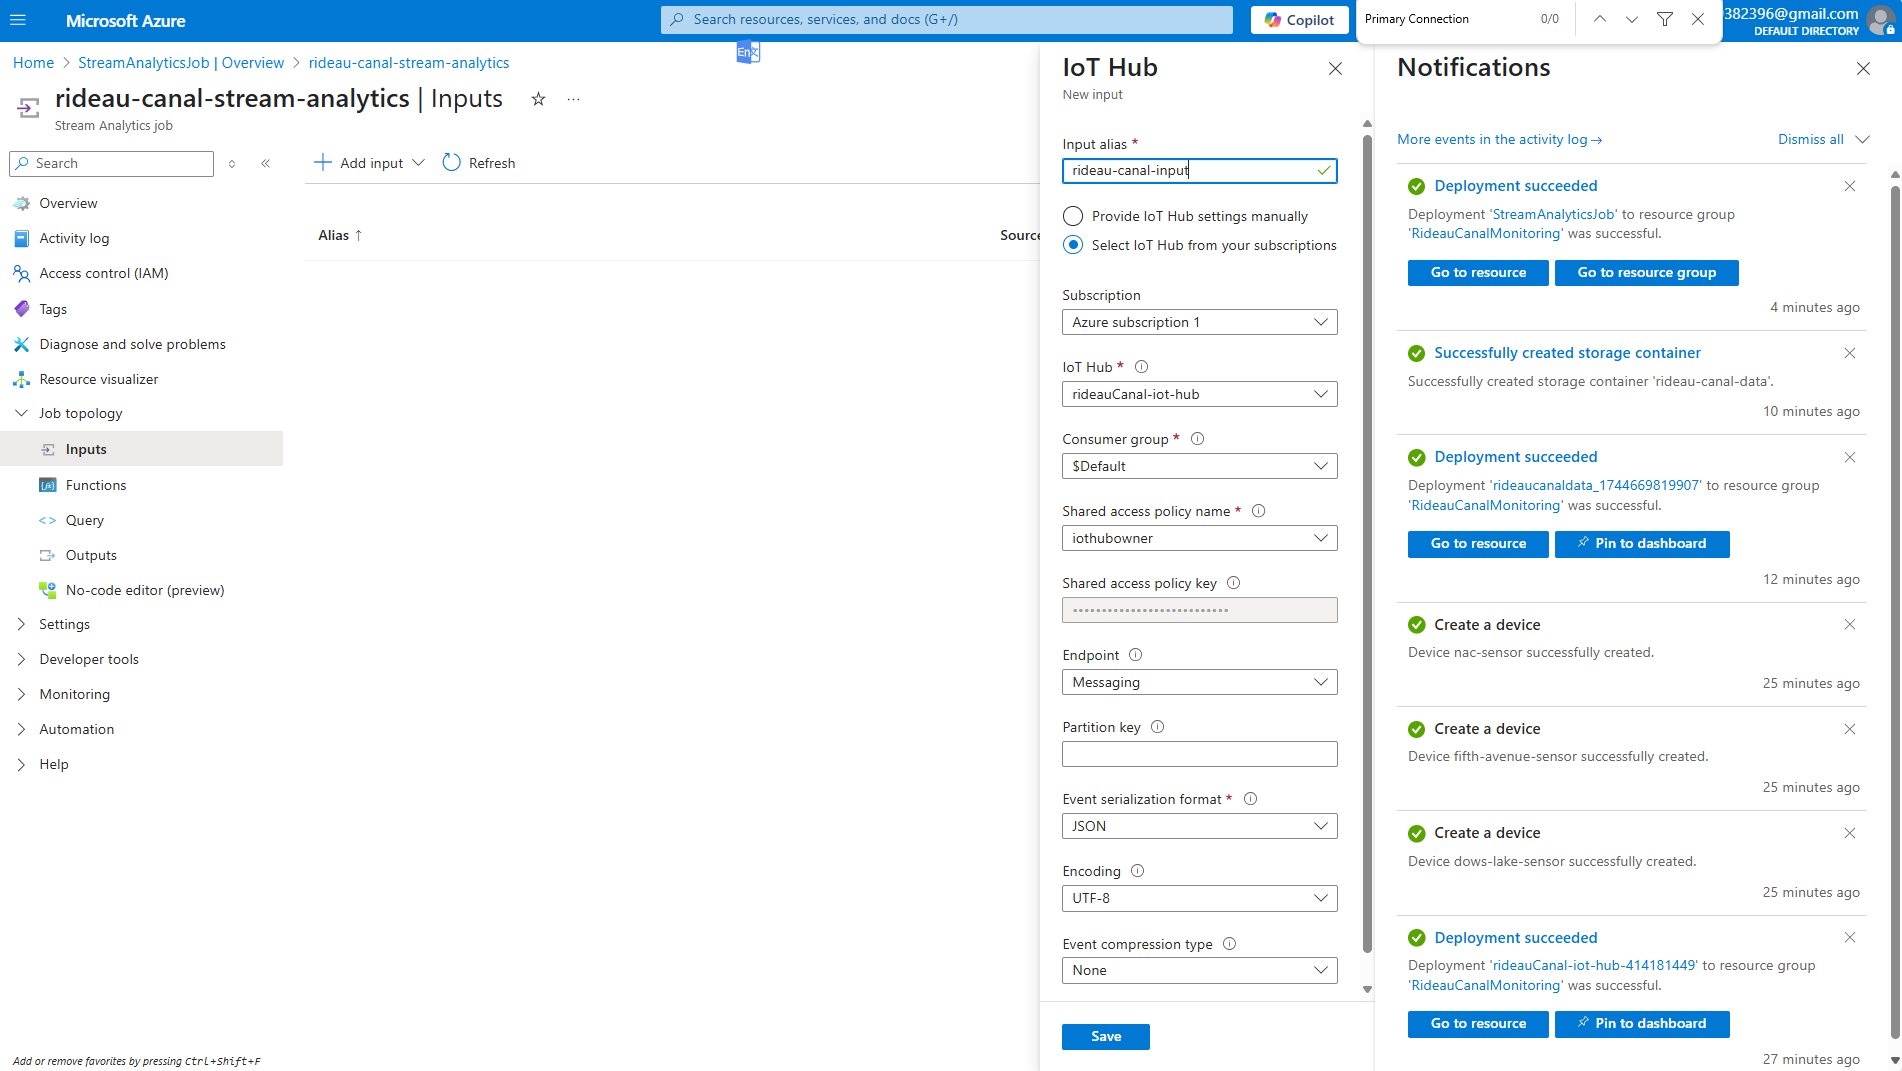 Microsoft Azure
Search resources, services, and docs (G+/)
Copilot
Primary Connection
0/0
382396@gmail.com
DEFAULT DIRECTORY
Home > StreamAnalyticsJob | Overview > rideau-canal-stream-analytics
rideau-canal-stream-analytics | Inputs
Stream Analytics job
Search
Overview
Activity log
Access control (IAM)
Tags
Diagnose and solve problems
Resource visualizer
Job topology
Inputs
Functions
Query
Outputs
No-code editor (preview)
Settings
Developer tools
Monitoring
Automation
Help
Add or remove favorites by pressing Ctrl+Shift+F
Add input
Refresh
Alias ↑
Source
IoT Hub
New input
Input alias *
rideau-canal-input
Provide IoT Hub settings manually
Select IoT Hub from your subscriptions
Subscription
Azure subscription 1
IoT Hub *
rideauCanal-iot-hub
Consumer group *
$Default
Shared access policy name *
iothubowner
Shared access policy key
Endpoint
Messaging
Partition key
Event serialization format *
JSON
Encoding
UTF-8
Event compression type
None
Save
Notifications
More events in the activity log →
Dismiss all
Deployment succeeded
Deployment 'StreamAnalyticsJob' to resource group
'RideauCanalMonitoring' was successful.
Go to resource
Go to resource group
4 minutes ago
Successfully created storage container
Successfully created storage container 'rideau-canal-data'.
10 minutes ago
Deployment succeeded
Deployment 'rideaucanaldata_1744669819907' to resource group
'RideauCanalMonitoring' was successful.
Go to resource
Pin to dashboard
12 minutes ago
Create a device
Device nac-sensor successfully created.
25 minutes ago
Create a device
Device fifth-avenue-sensor successfully created.
25 minutes ago
Create a device
Device dows-lake-sensor successfully created.
25 minutes ago
Deployment succeeded
Deployment 'rideauCanal-iot-hub-414181449' to resource group
'RideauCanalMonitoring' was successful.
Go to resource
Pin to dashboard
27 minutes ago